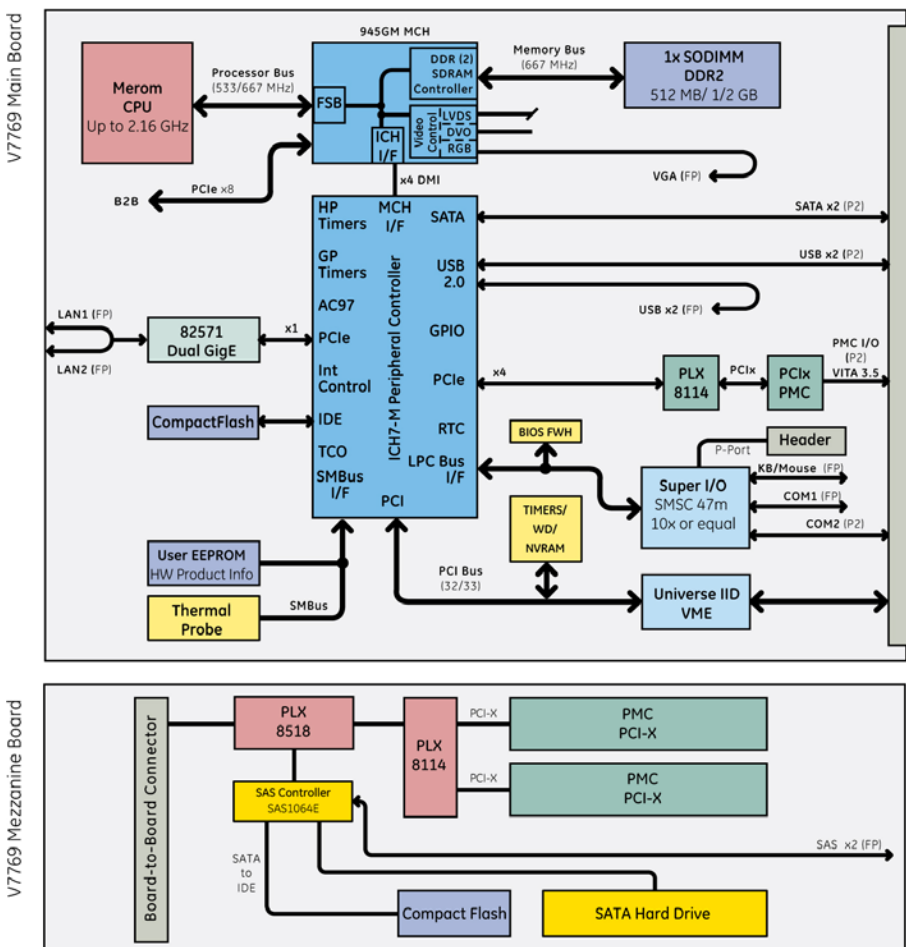 V7769 Main Board
945GM MCH
Merom
CPU
Up to 2.16 GHz
Processor Bus
(533/667 MHz)
FSB
DDR (2)
SDRAM
Controller
Memory Bus
(667 MHz)
1x SODIMM
DDR2
512 MB/ 1/2 GB
ICH
I/F
Video
Control
LVDS
DVO
RGB
VGA (FP)
B2B
PCIe x8
x4 DMI
HP
Timers
MCH
I/F
SATA
SATA x2 (P2)
GP
Timers
USB
2.0
USB x2 (P2)
USB x2 (FP)
AC97
ICH7-M Peripheral Controller
GPIO
LAN1 (FP)
LAN2 (FP)
82571
Dual GigE
x1
PCIe
Int
Control
PCIe
x4
PLX
8114
PCIx
PCIx
PMC
PMC I/O
(P2)
VITA 3.5
CompactFlash
IDE
RTC
TCO
SMBus
I/F
LPC Bus
I/F
PCI
BIOS FWH
P-Port
Header
Super I/O
SMSC 47m
10x or equal
KB/Mouse (FP)
COM1 (FP)
COM2 (P2)
TIMERS/
WD/
NVRAM
User EEPROM
HW Product Info
Thermal
Probe
SMBus
PCI Bus
(32/33)
Universe IID
VME
V7769 Mezzanine Board
Board-to-Board Connector
PLX
8518
PLX
8114
PCI-X
PMC
PCI-X
PCI-X
PMC
PCI-X
SAS Controller
SAS1064E
SAS x2 (FP)
SATA
to
IDE
Compact Flash
SATA Hard Drive